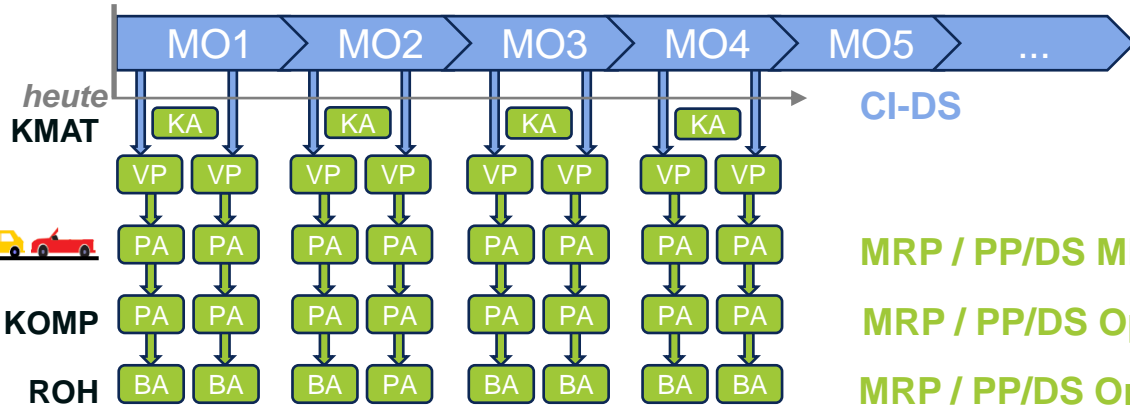 MO1 MO2 MO3 MO4 MO5 ...
heute
CI-DS
KMAT KA KA KA KA
VP VP VP VP VP VP VP VP
PA PA PA PA PA PA PA PA MRP / PP/DS M
KOMP PA PA PA PA PA PA PA PA MRP / PP/DS Op
ROH BA BA BA PA BA BA BA BA MRP / PP/DS